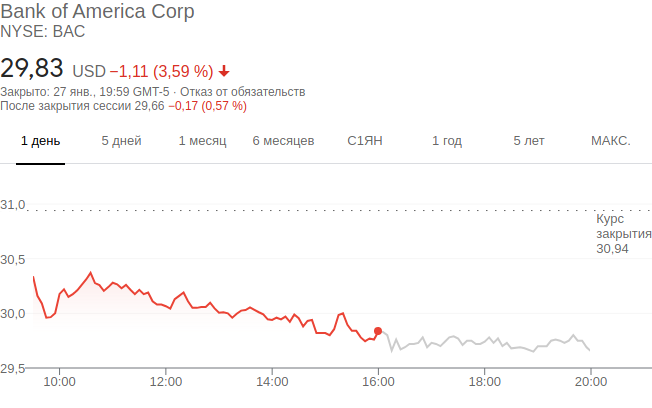 Bank of America Corp
NYSE: BAC
29,83 USD −1,11 (3,59 %)
Закрыто: 27 янв., 19:59 GMT-5 · Отказ от обязательств
После закрытия сессии 29,66 −0,17 (0,57 %)
1 день 5 дней 1 месяц 6 месяцев С1ЯН 1 год 5 лет МАКС.
31,0
Курс
закрытия
30,94
30,5
30,0
29,5
10:00 12:00 14:00 16:00 18:00 20:00